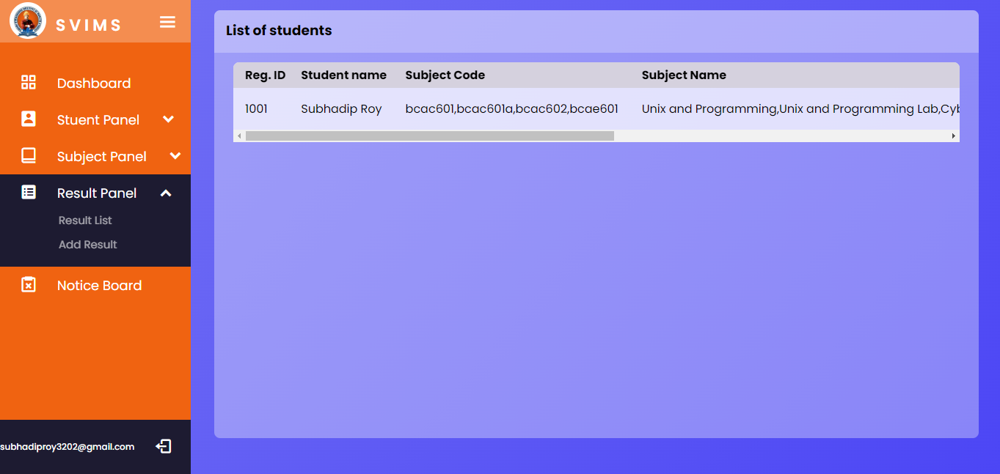 SVIMS
Dashboard
Stuent Panel
Subject Panel
Result Panel
Result List
Add Result
Notice Board
subhadiproy3202@gmail.com
List of students
Reg. ID Student name Subject Code Subject Name
1001 Subhadip Roy bcac601,bcac601a,bcac602,bcae601 Unix and Programming,Unix and Programming Lab,Cyb